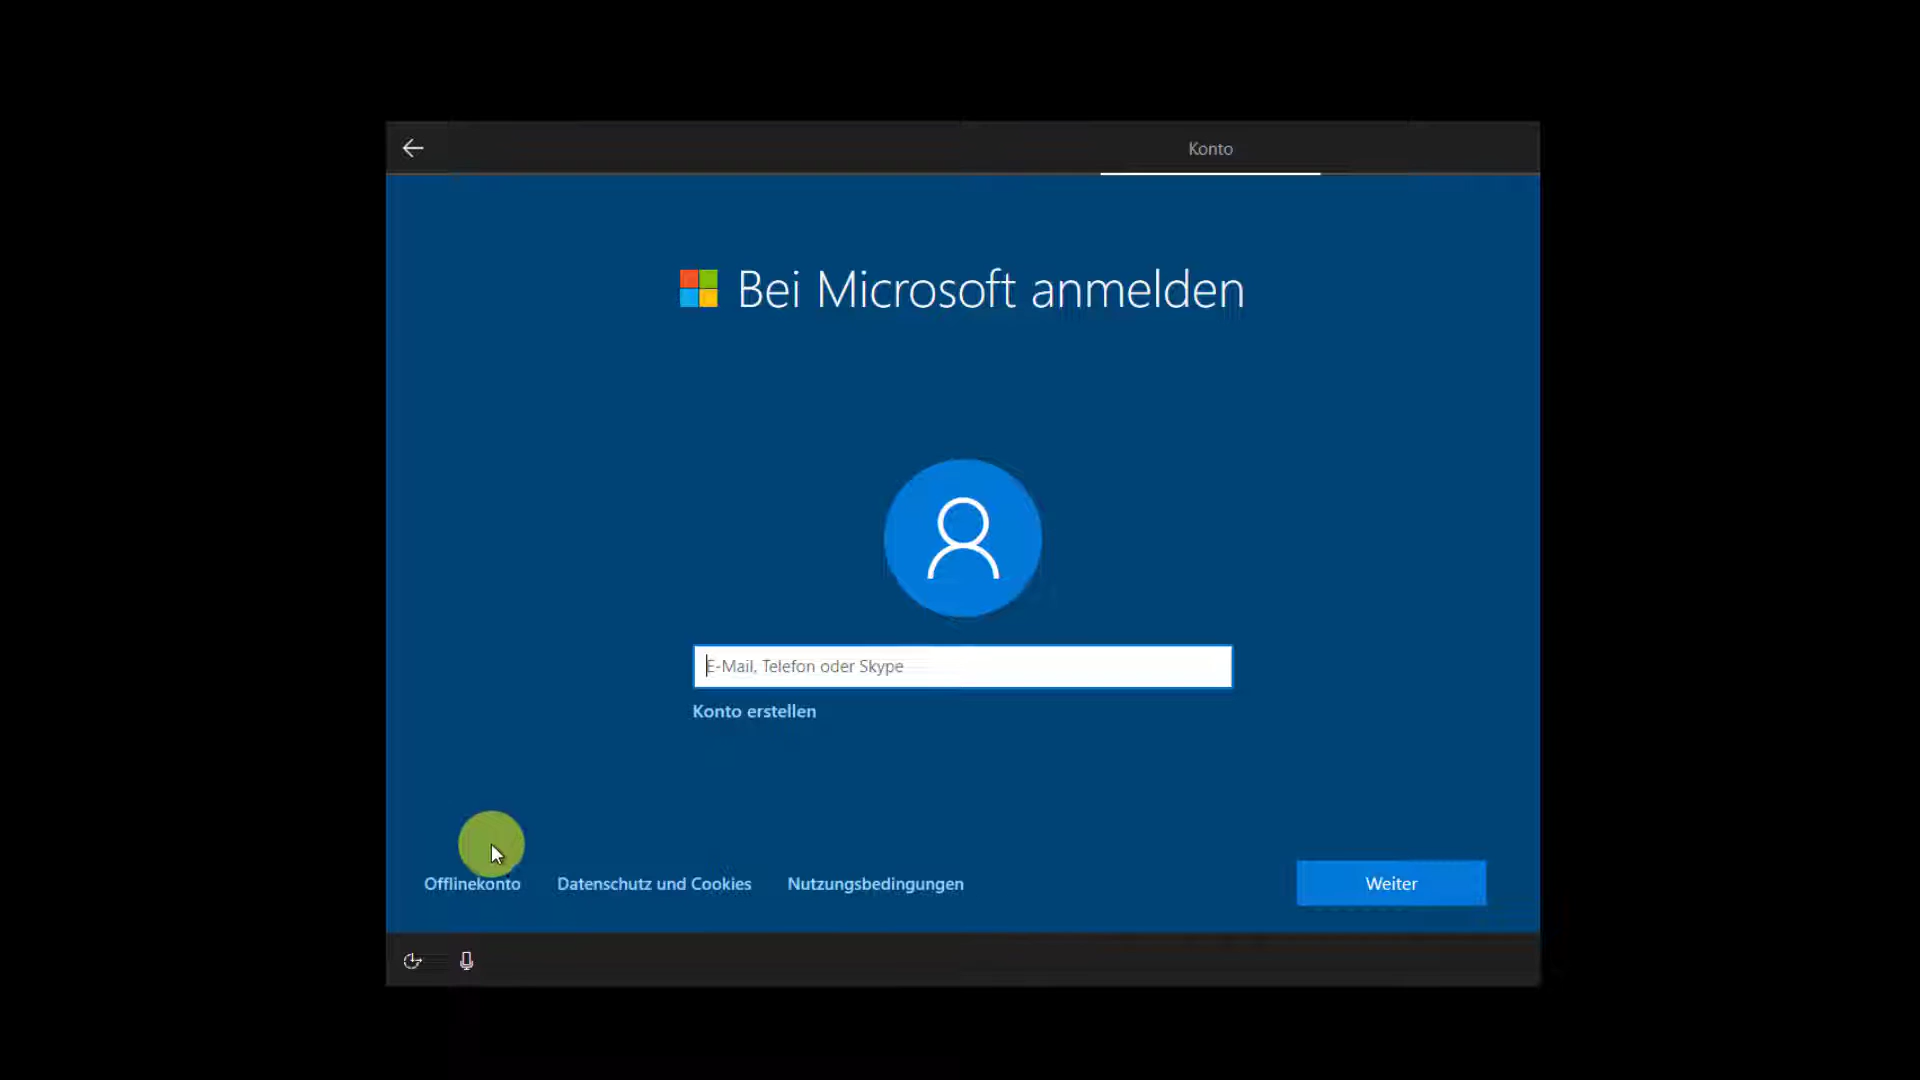 Konto
Bei Microsoft anmelden
E-Mail, Telefon oder Skype
Konto erstellen
Offlinekonto Datenschutz und Cookies Nutzungsbedingungen Weiter